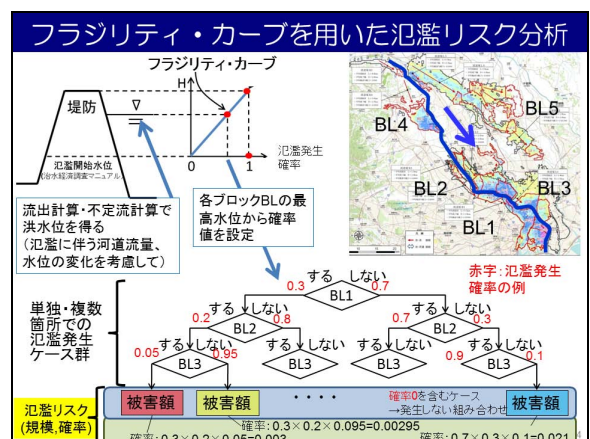 フラジリティ・カーブを用いた氾濫リスク分析
フラジリティ・カーブ
H
堤防
▽
氾濫開始水位
(治水経済調査マニュアル)
0
1
氾濫発生
確率
流出計算・不定流計算で
洪水位を得る
(氾濫に伴う河道流量、
水位の変化を考慮して)
各ブロックBLの最
高水位から確率
値を設定
BL5
BL4
BL2
BL3
BL1
赤字:氾濫発生
確率の例
単独・複数
箇所での
氾濫発生
ケース群
する しない
0.3
0.7
BL1
する しない
0.2
0.8
BL2
する しない
0.7
0.3
BL2
する しない
0.05
0.95
BL3
BL3
BL3
する しない
0.9
0.1
BL3
氾濫リスク
(規模,確率)
被害額
被害額
・・・・
確率0を含むケース
→発生しない組み合わせ
被害額
確率:0.3×0.2×0.095=0.00295
確率:0.3×0.2×0.05=0.003
確率:0.7×0.3×0.1=0.021
4